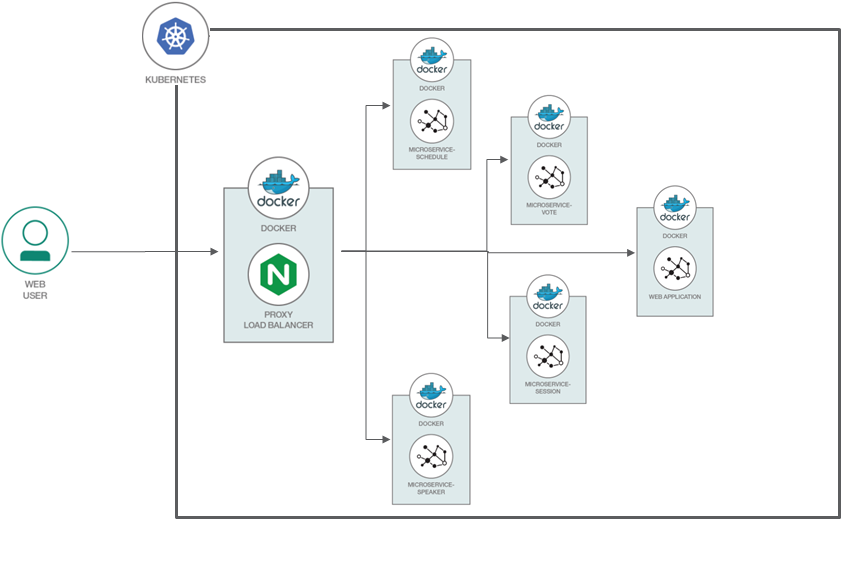 KUBERNETES
docker
DOCKER
MICROSERVICE-
SCHEDULE
docker
DOCKER
MICROSERVICE-
VOTE
docker
DOCKER
N
PROXY
LOAD BALANCER
WEB
USER
docker
DOCKER
WEB APPLICATION
docker
DOCKER
MICROSERVICE-
SESSION
docker
DOCKER
MICROSERVICE-
SPEAKER